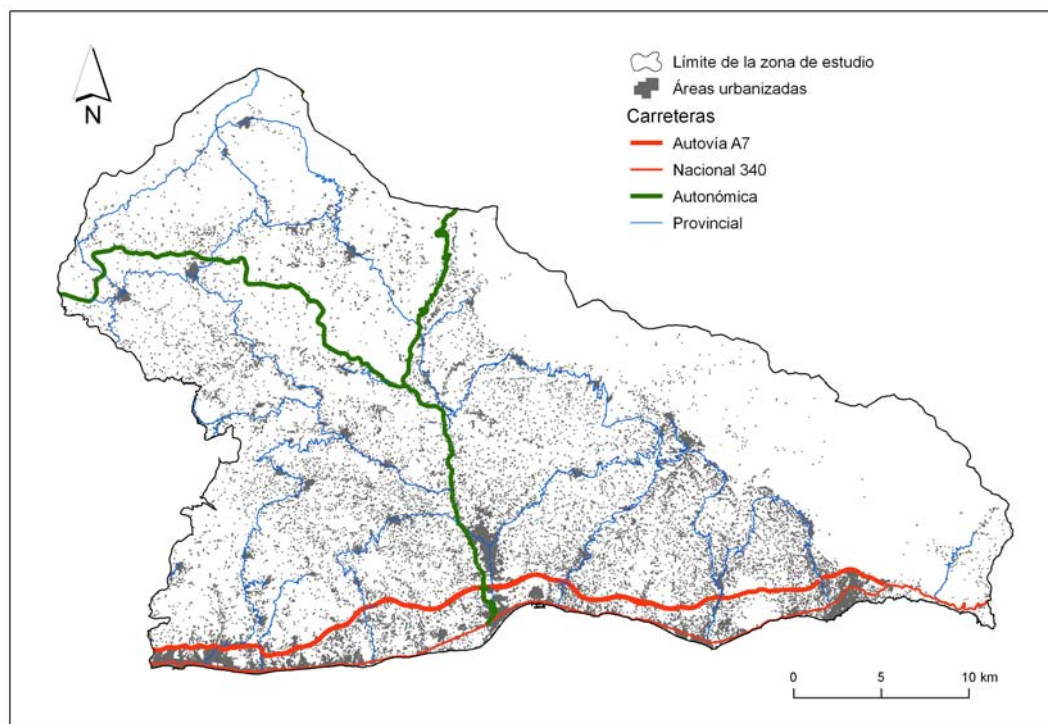 N
Límite de la zona de estudio
Áreas urbanizadas
Carreteras
Autovía A7
Nacional 340
Autonómica
Provincial
0 5 10 km